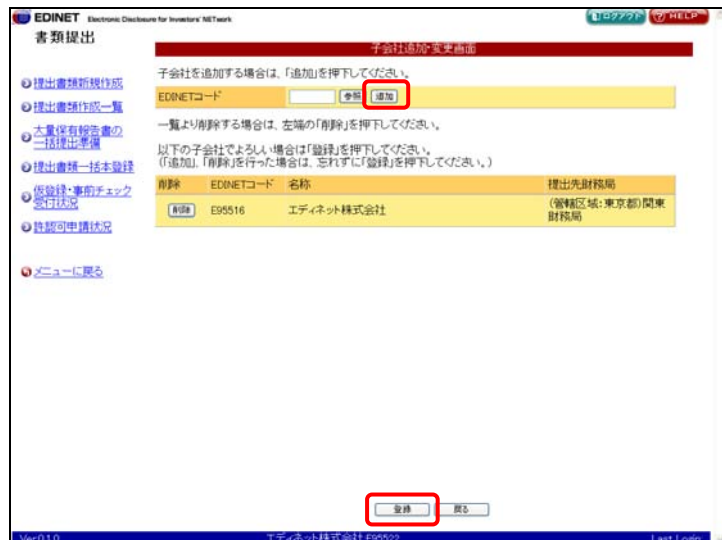 EDINET Electronic Disclosure for Investors' NETwork
ログアウト HELP
書類提出
子会社追加・変更画面
提出書類新規作成
提出書類作成一覧
大量保有報告書の
一括提出準備
提出書類一括本登録
仮登録・事前チェック
受付状況
許認可申請状況
メニューに戻る
子会社を追加する場合は、「追加」を押下してください。
EDINETコード 参照 追加
一覧より削除する場合は、左端の「削除」を押下してください。
以下の子会社でよろしい場合は「登録」を押下してください。
(「追加」、「削除」を行った場合は、忘れずに「登録」を押下してください。)
削除 EDINETコード 名称 提出先財務局
削除 E95516 エディネット株式会社 (管轄区域:東京都)関東
財務局
登録 戻る
Ver.0.1.0 エディネット株式会社 E95522 Last Login: